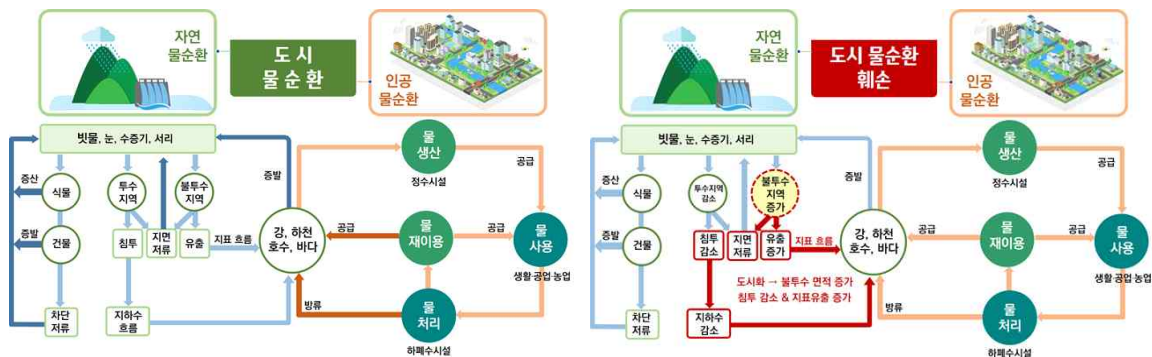 자연
물순환
도 시
물 순 환
인공
물순환
빗물, 눈, 수증기, 서리
증산
식물
투수
지역
불투수
지역
증발
물
생산
공급
정수시설
증발
건물
침투
지면
저류
유출
지표 흐름
강, 하천
호수, 바다
공급
물
재이용
공급
물
사용
생활·공업·농업
차단
저류
지하수
흐름
방류
물
처리
하폐수시설
자연
물순환
도시 물순환
훼손
인공
물순환
빗물, 눈, 수증기, 서리
증산
식물
투수지역
감소
불투수
지역
증가
증발
물
생산
공급
정수시설
증발
건물
침투
감소
지면
저류
유출
증가
지표 흐름
강, 하천
호수, 바다
공급
물
재이용
공급
물
사용
생활·공업·농업
도시화 → 불투수 면적 증가
침투 감소 & 지표유출 증가
차단
저류
지하수
감소
방류
물
처리
하폐수시설